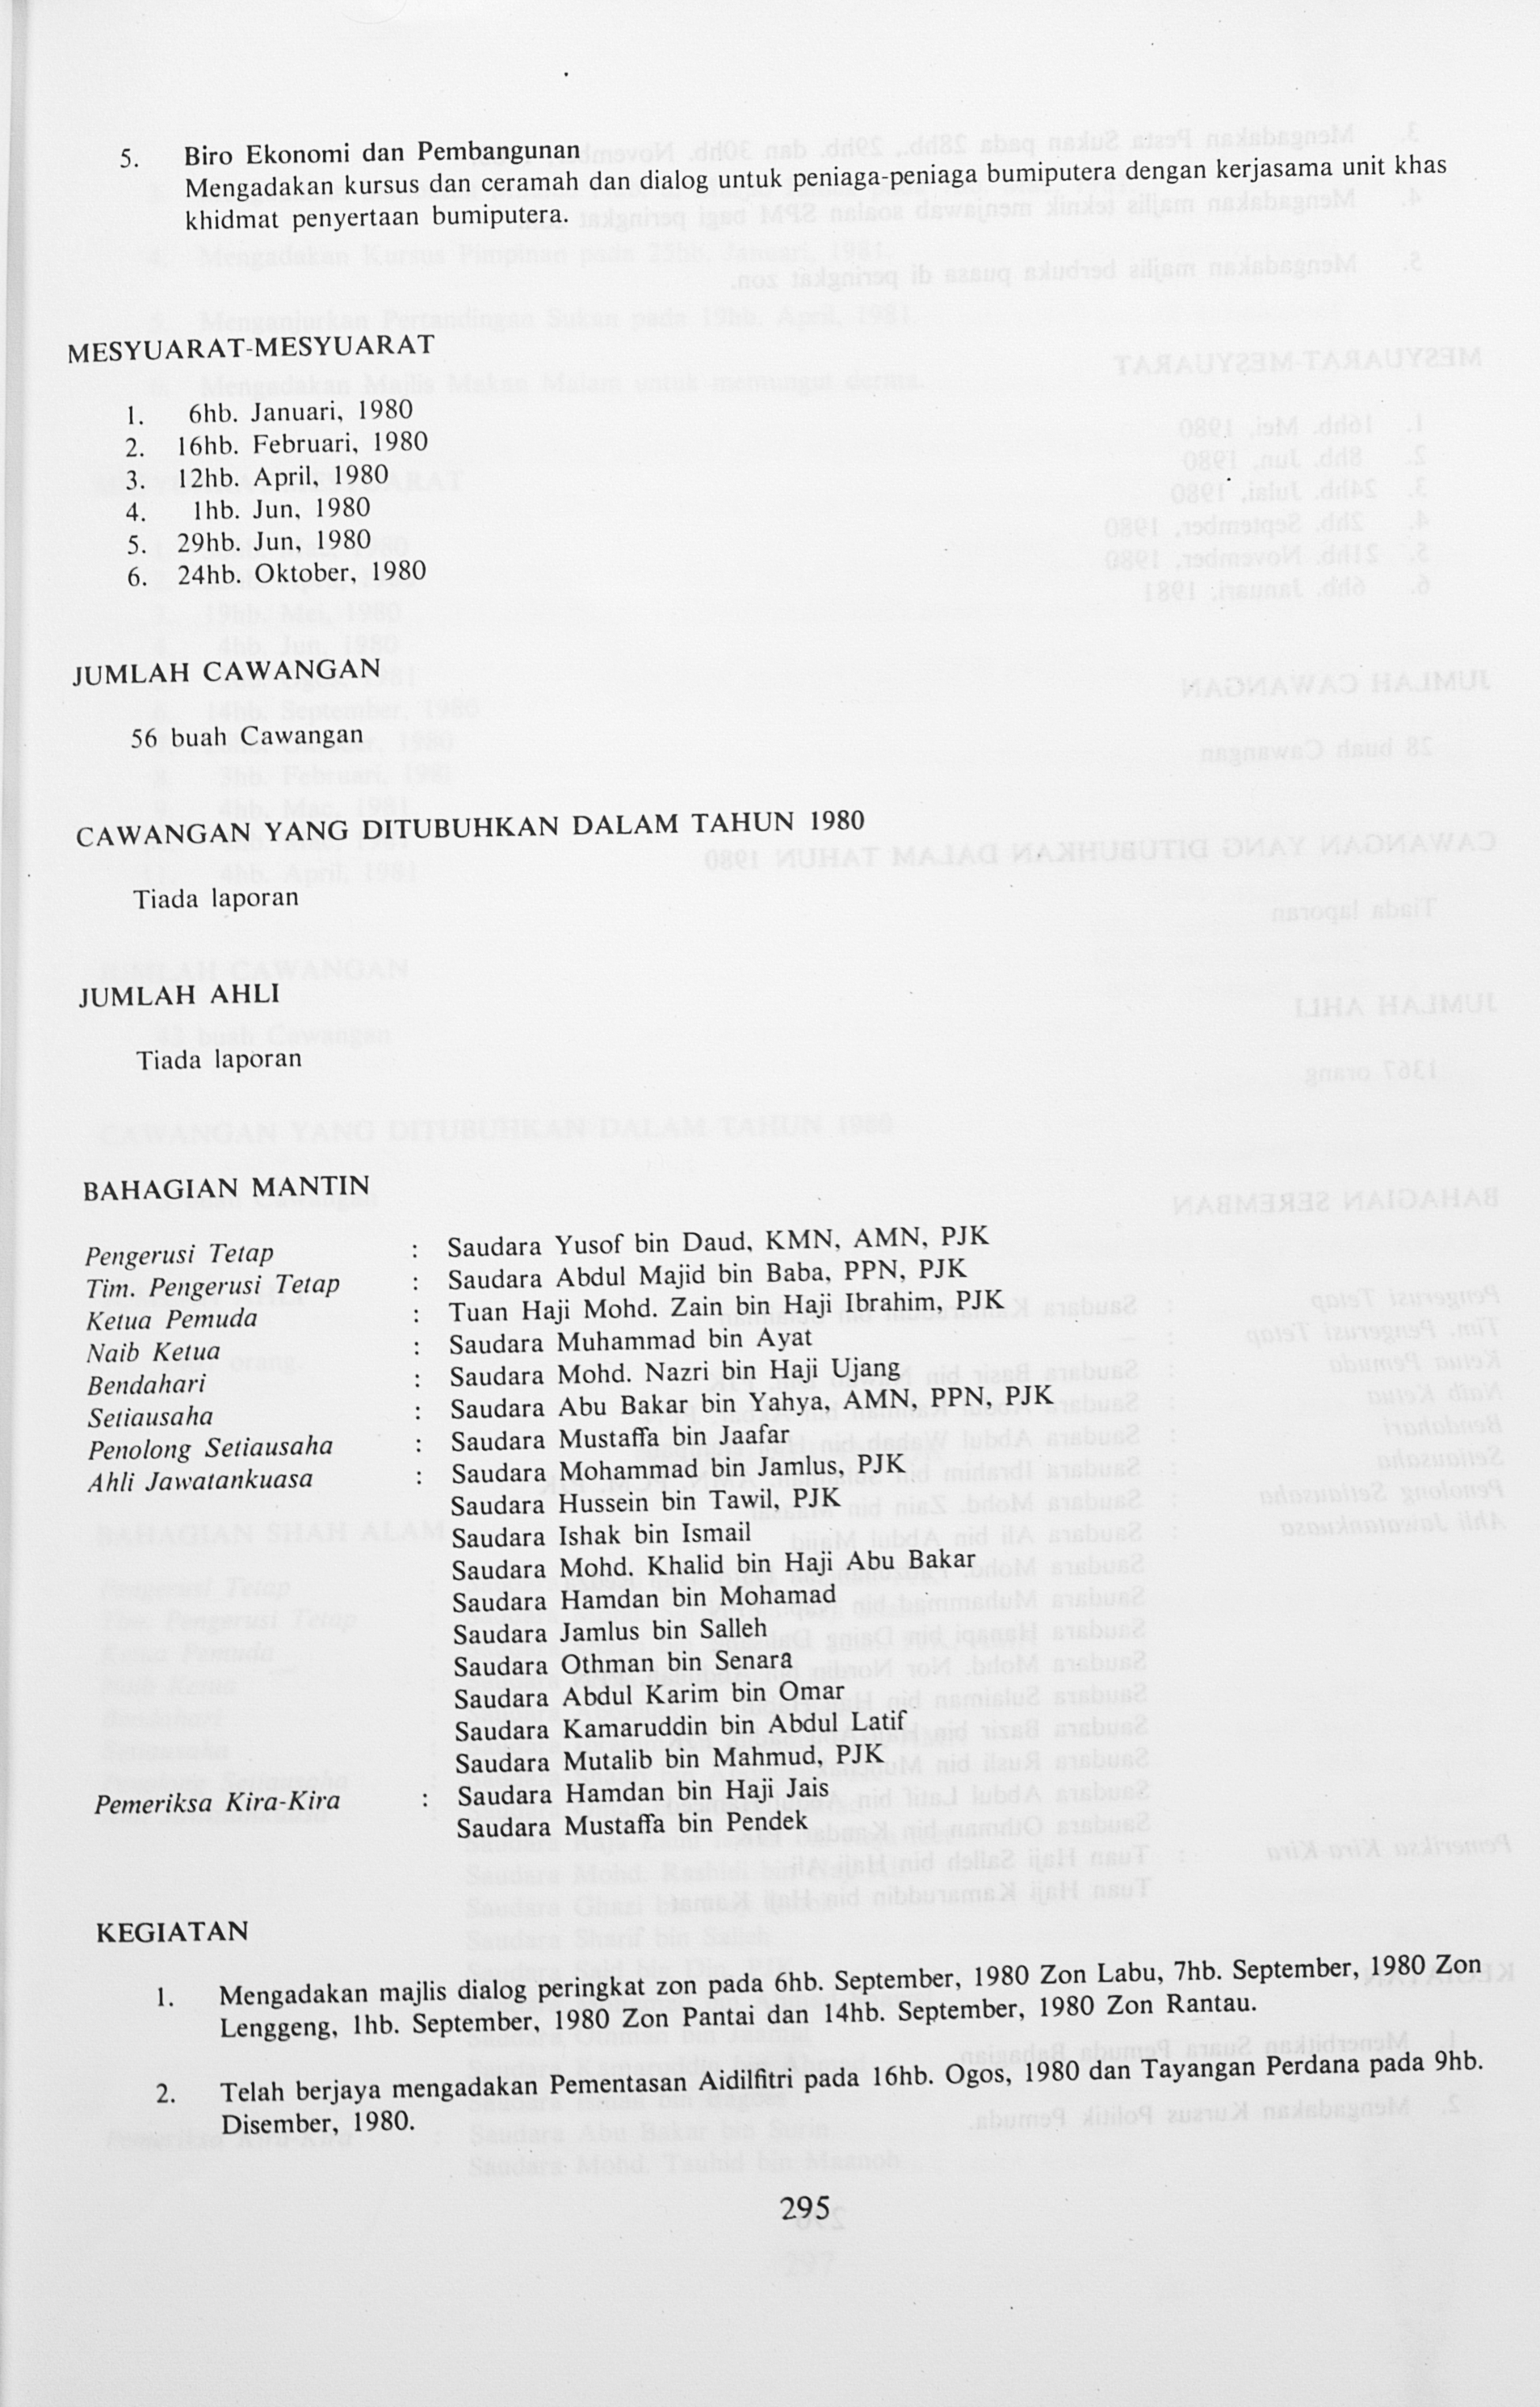 5. Biro Ekonomi dan Pembangunan
Mengadakan kursus dan ceramah dan dialog untuk peniaga-peniaga bumiputera dengan kerjasama unit khas
khidmat penyertaan bumiputera.
MESYUARAT-MESYUARAT
1. 6hb. Januari, 1980
2. 16hb. Februari, 1980
3. 12hb. April, 1980
4. 1hb. Jun, 1980
5. 29hb. Jun, 1980
6. 24hb. Oktober, 1980
JUMLAH CAWANGAN
56 buah Cawangan
CAWANGAN YANG DITUBUHKAN DALAM TAHUN 1980
Tiada laporan
JUMLAH AHLI
Tiada laporan
BAHAGIAN MANTIN
Pengerusi Tetap : Saudara Yusof bin Daud, KMN, AMN, PJK
Tim. Pengerusi Tetap : Saudara Abdul Majid bin Baba, PPN, PJK
Ketua Pemuda : Tuan Haji Mohd. Zain bin Haji Ibrahim, PJK
Naib Ketua : Saudara Muhammad bin Ayat
Bendahari : Saudara Mohd. Nazri bin Haji Ujang
Setiausaha : Saudara Abu Bakar bin Yahya, AMN, PPN, PJK
Penolong Setiausaha : Saudara Mustaffa bin Jaafar
Ahli Jawatankuasa : Saudara Mohammad bin Jamlus, PJK
Saudara Hussein bin Tawil, PJK
Saudara Ishak bin Ismail
Saudara Mohd. Khalid bin Haji Abu Bakar
Saudara Hamdan bin Mohamad
Saudara Jamlus bin Salleh
Saudara Othman bin Senara
Saudara Abdul Karim bin Omar
Saudara Kamaruddin bin Abdul Latif
Saudara Mutalib bin Mahmud, PJK
Pemeriksa Kira-Kira : Saudara Hamdan bin Haji Jais
Saudara Mustaffa bin Pendek
KEGIATAN
1. Mengadakan majlis dialog peringkat zon pada 6hb. September, 1980 Zon Labu, 7hb. September, 1980 Zon
Lenggeng, 1hb. September, 1980 Zon Pantai dan 14hb. September, 1980 Zon Rantau.
2. Telah berjaya mengadakan Pementasan Aidilfitri pada 16hb. Ogos, 1980 dan Tayangan Perdana pada 9hb.
Disember, 1980.
295